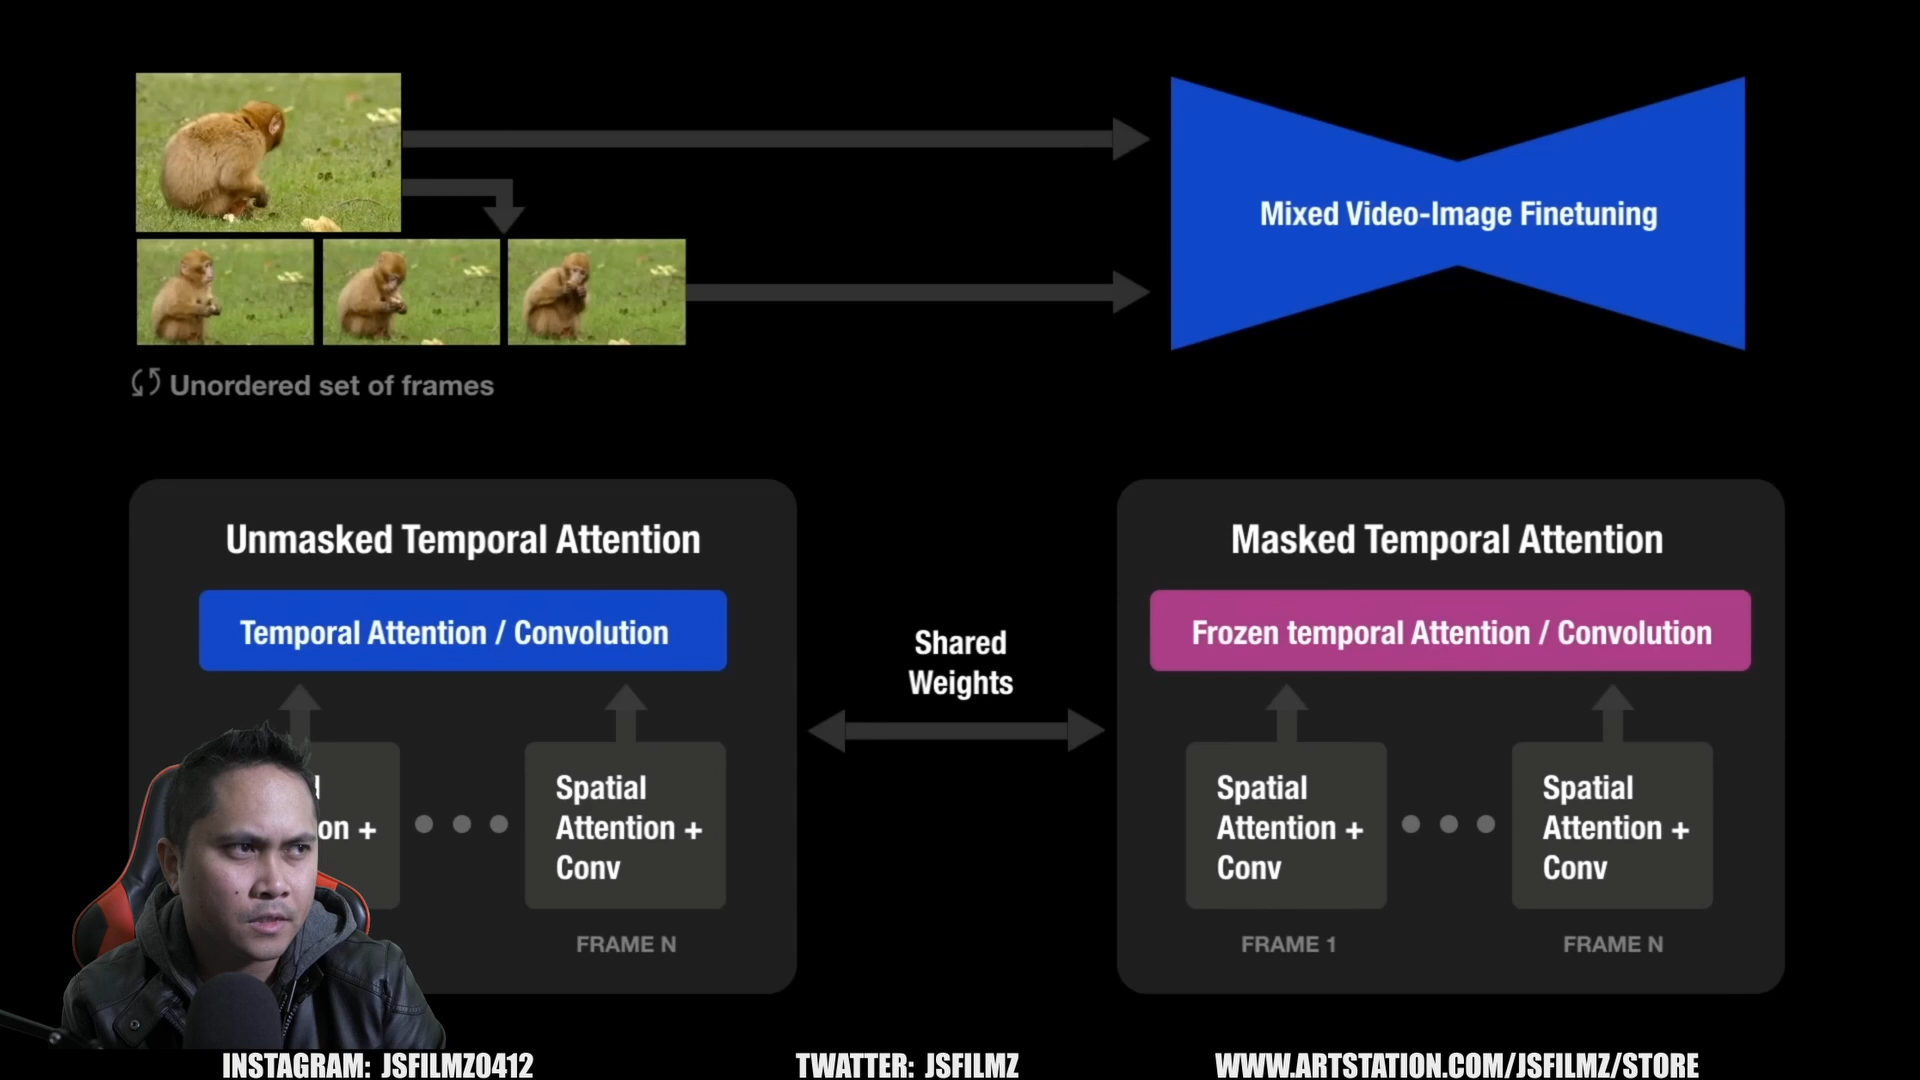 Mixed Video-Image Finetuning
Unordered set of frames
Unmasked Temporal Attention
Temporal Attention / Convolution
on +
Spatial
Attention +
Conv
FRAME N
Shared
Weights
Masked Temporal Attention
Frozen temporal Attention / Convolution
Spatial
Attention +
Conv
FRAME 1
Spatial
Attention +
Conv
FRAME N
INSTAGRAM: JSFILMZ0412
TWATTER: JSFILMZ
WWW.ARTSTATION.COM/JSFILMZ/STORE